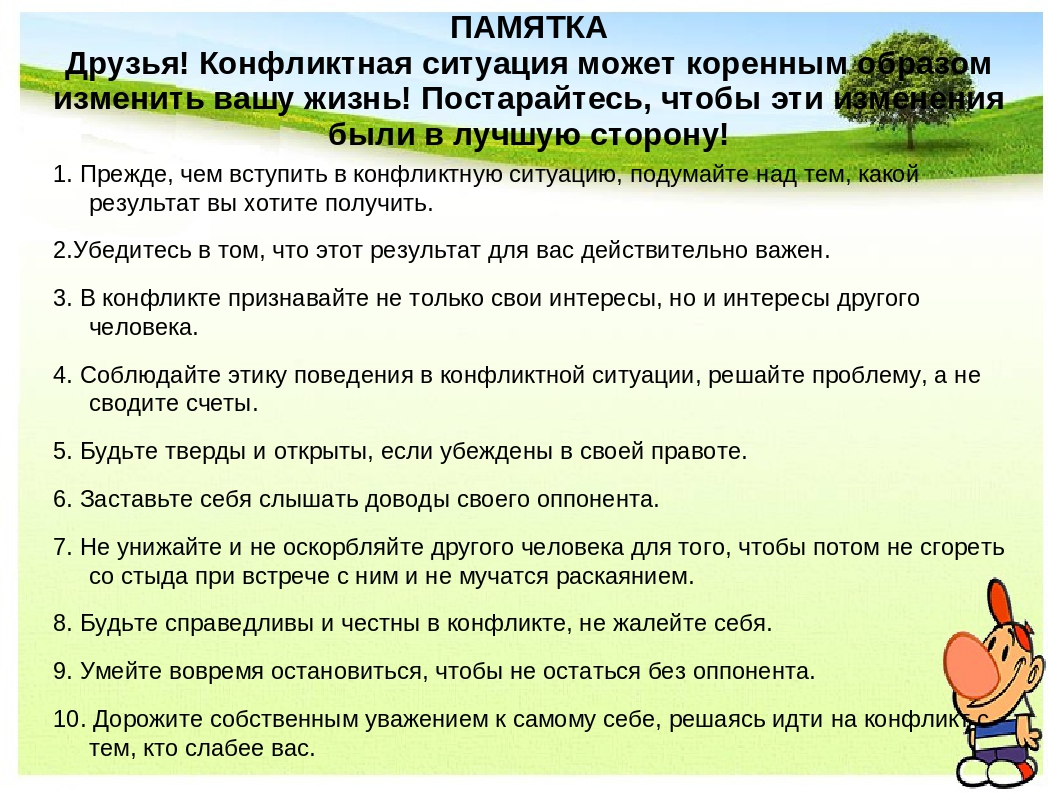 ПАМЯТКА
Друзья! Конфликтная ситуация может коренным образом
изменить вашу жизнь! Постарайтесь, чтобы эти изменения
были в лучшую сторону!
1. Прежде, чем вступить в конфликтную ситуацию, подумайте над тем, какой
результат вы хотите получить.
2.Убедитесь в том, что этот результат для вас действительно важен.
3. В конфликте признавайте не только свои интересы, но и интересы другого
человека.
4. Соблюдайте этику поведения в конфликтной ситуации, решайте проблему, а не
сводите счеты.
5. Будьте тверды и открыты, если убеждены в своей правоте.
6. Заставьте себя слышать доводы своего оппонента.
7. Не унижайте и не оскорбляйте другого человека для того, чтобы потом не сгореть
со стыда при встрече с ним и не мучатся раскаянием.
8. Будьте справедливы и честны в конфликте, не жалейте себя.
9. Умейте вовремя остановиться, чтобы не остаться без оппонента.
10. Дорожите собственным уважением к самому себе, решаясь идти на конфликт с
тем, кто слабее вас.